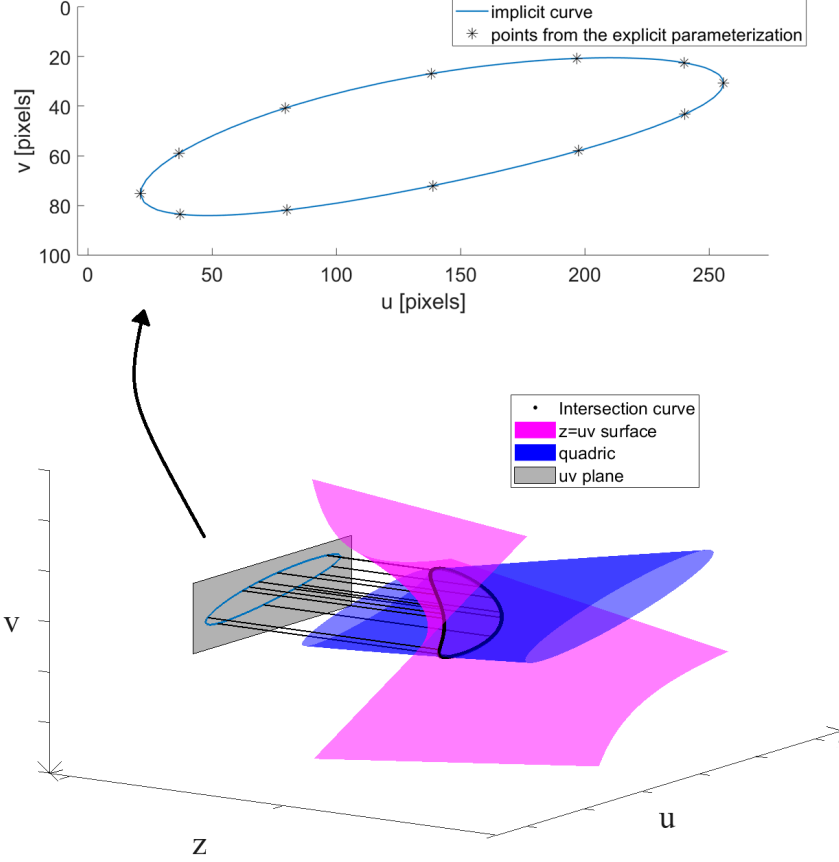 implicit curve
points from the explicit parameterization
0
20
40
60
80
100
v [pixels]
0 50 100 150 200 250
u [pixels]
Intersection curve
z=uv surface
quadric
uv plane
v
z
u